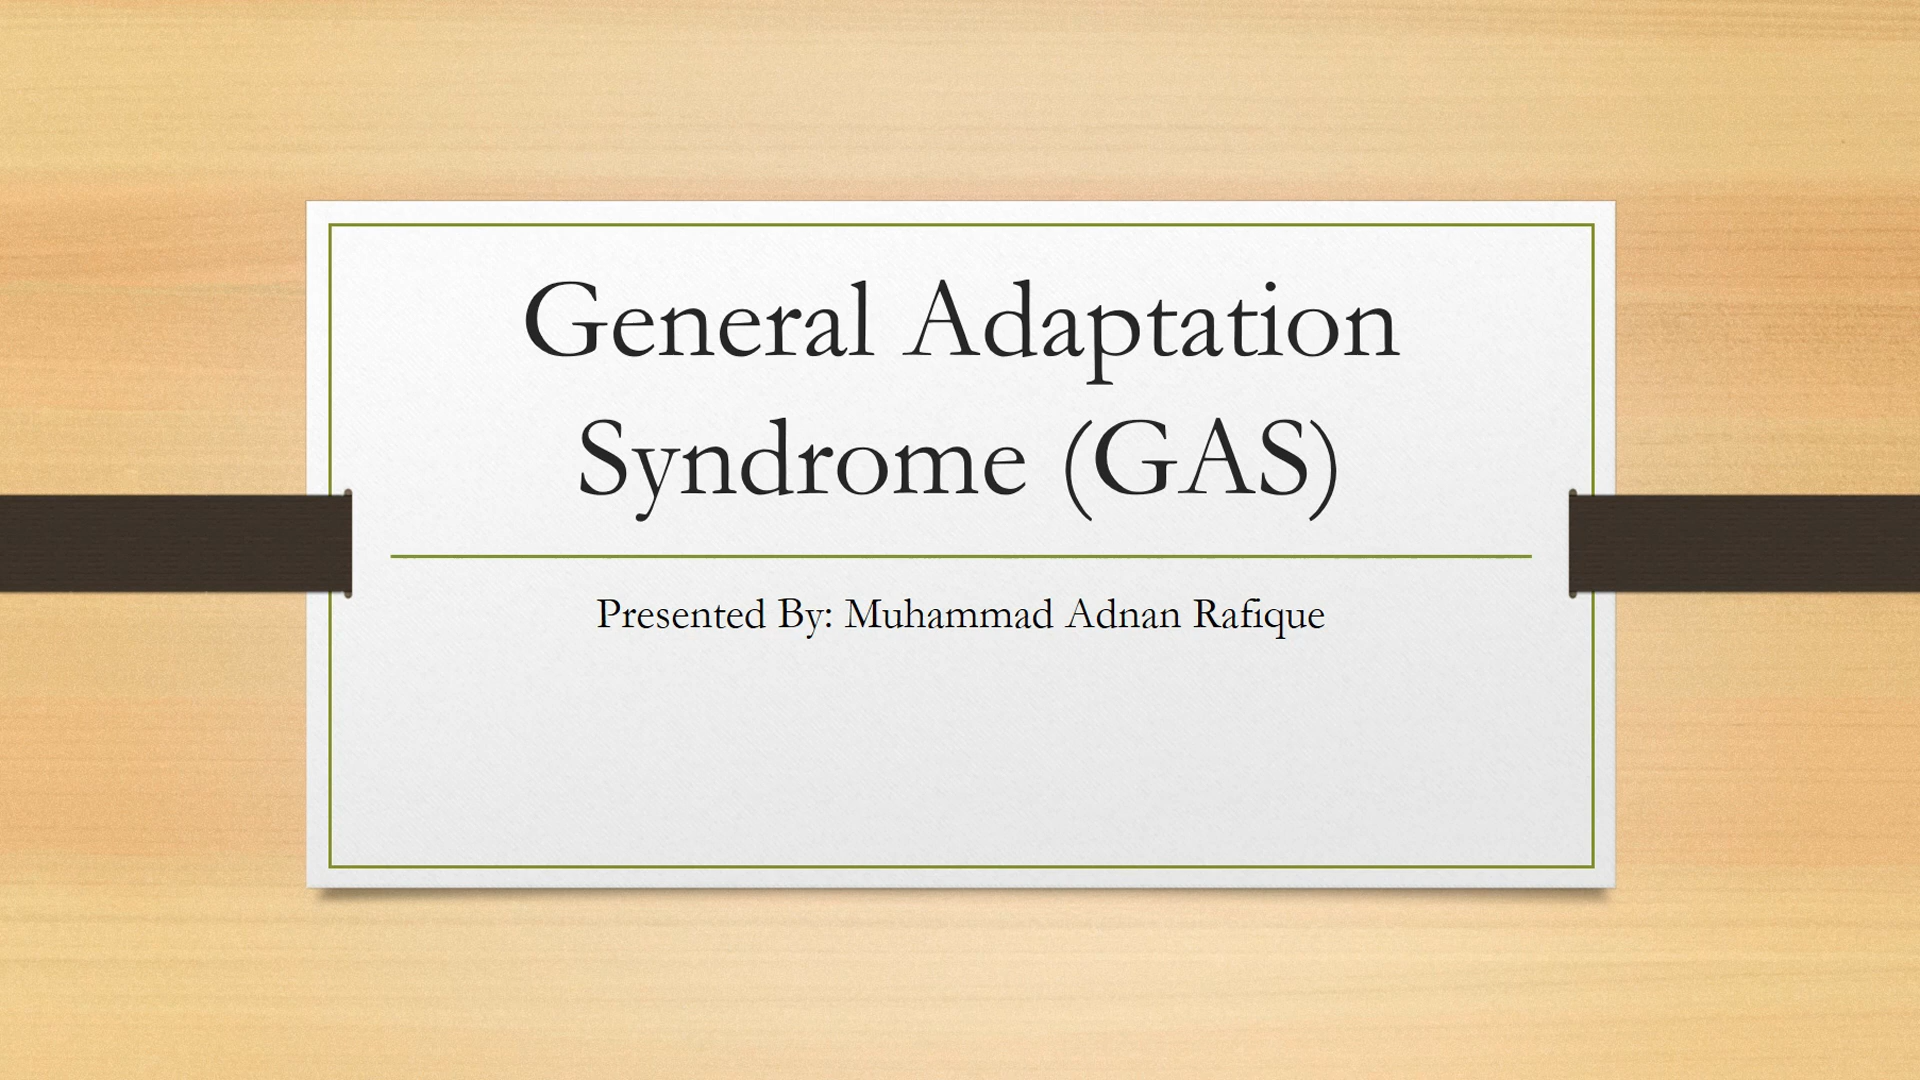 General Adaptation
Syndrome (GAS)
Presented By: Muhammad Adnan Rafique